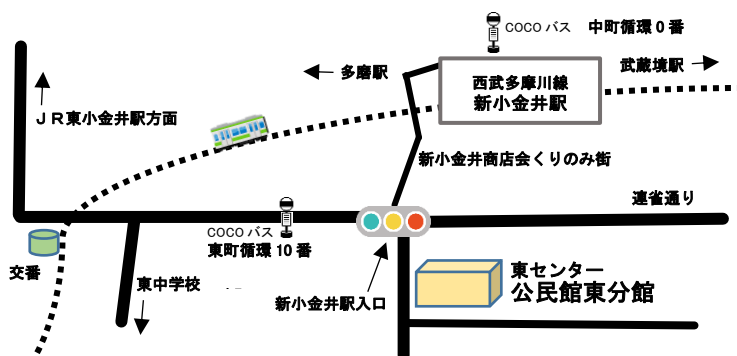 COCO バス 中町循環 0 番
多磨駅
武蔵境駅
西武多摩川線
新小金井駅
ＪＲ東小金井駅方面
新小金井商店会くりのみ街
連雀通り
COCO バス
東町循環 10 番
交番
東中学校
新小金井駅入口
東センター
公民館東分館